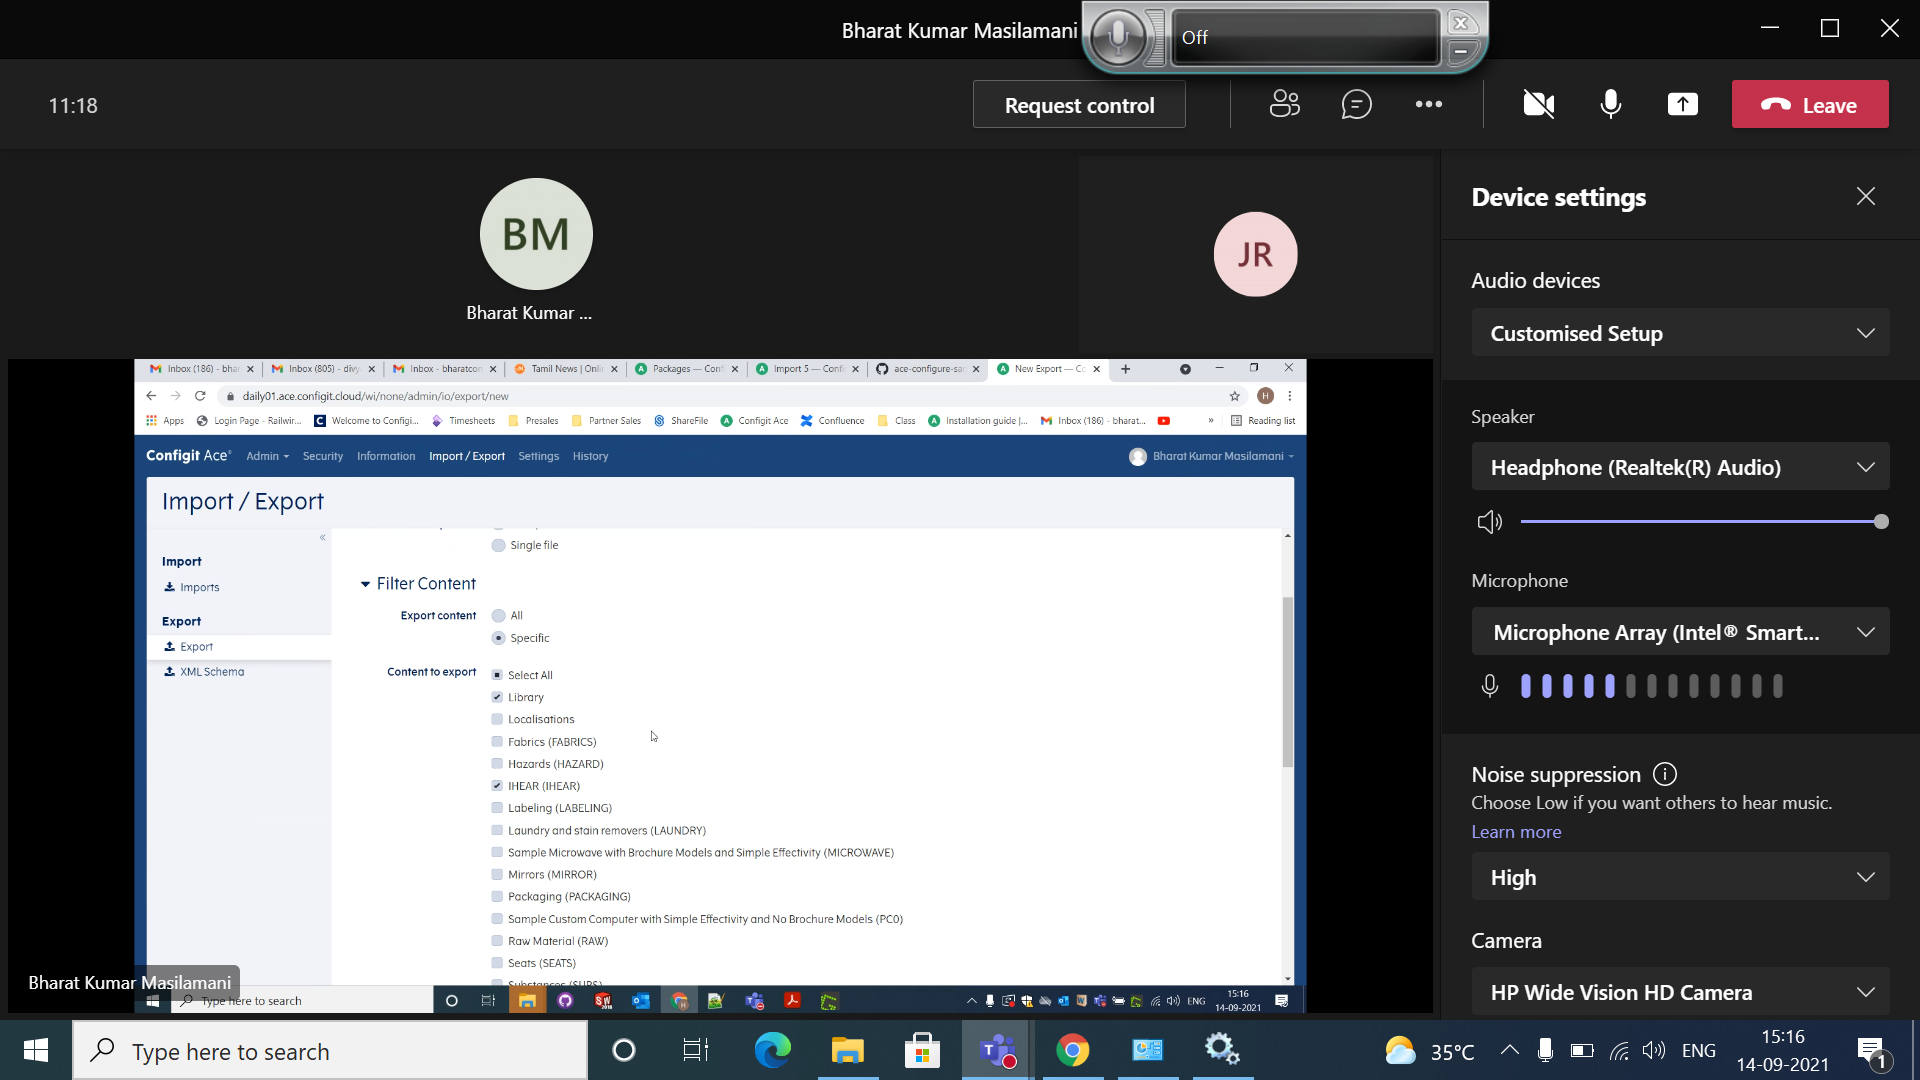 Bharat Kumar Masilamani
Off
11:18
Request control
Leave
BM
Bharat Kumar ...
JR
Device settings
Audio devices
Customised Setup
Speaker
Headphone (Realtek(R) Audio)
Microphone
Microphone Array (Intel® Smart...
Noise suppression
Choose Low if you want others to hear music.
Learn more
High
Camera
HP Wide Vision HD Camera
Inbox (186) - bha
Inbox (805) - divy
Inbox - bharatcon
Tamil News | Onli
Packages — Con
Import 5 — Confi
ace-configure-sa
New Export — Co
daily01.ace.configit.cloud/wi/none/admin/io/export/new
H
Apps
Login Page - Railwir...
Welcome to Configi...
Timesheets
Presales
Partner Sales
ShareFile
Configit Ace
Confluence
Class
Installation guide |...
Inbox (186) - bharat...
»
Reading list
Configit Ace®
Admin
Security
Information
Import / Export
Settings
History
Bharat Kumar Masilamani
Import / Export
«
Import
Imports
Export
Export
XML Schema
Single file
Filter Content
Export content
All
Specific
Content to export
Select All
Library
Localisations
Fabrics (FABRICS)
Hazards (HAZARD)
IHEAR (IHEAR)
Labeling (LABELING)
Laundry and stain removers (LAUNDRY)
Sample Microwave with Brochure Models and Simple Effectivity (MICROWAVE)
Mirrors (MIRROR)
Packaging (PACKAGING)
Sample Custom Computer with Simple Effectivity and No Brochure Models (PC0)
Raw Material (RAW)
Seats (SEATS)
Bharat Kumar Masilamani
Type here to search
ENG
15:16
14-09-2021
Type here to search
35°C
ENG
15:16
14-09-2021
1